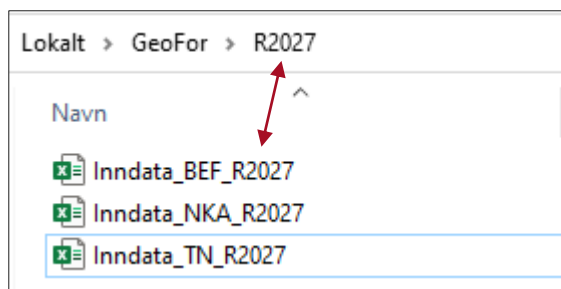 Lokalt > GeoFor > R2027
Navn
Inndata_BEF_R2027
Inndata_NKA_R2027
Inndata_TN_R2027